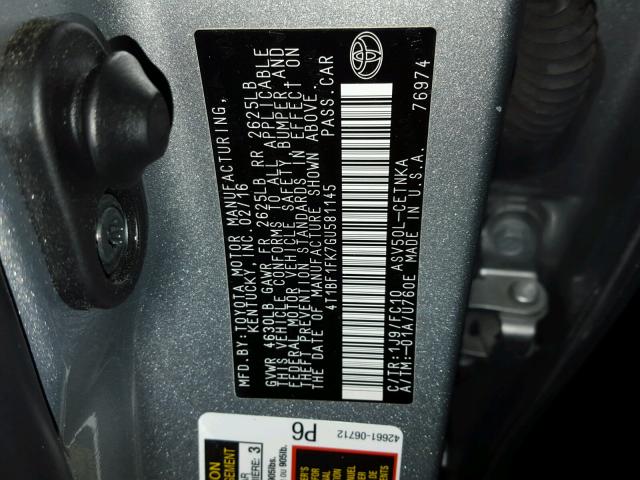 MFD. BY: TOYOTA MOTOR MANUFACTURING,
KENTUCKY, INC. 02/16
GVWR 4630LB GAWR FR 2625LB RR 2625LB
THIS VEHICLE CONFORMS TO ALL APPLICABLE
FEDERAL MOTOR VEHICLE SAFETY, BUMPER, AND
THEFT PREVENTION STANDARDS IN EFFECT ON
THE DATE OF MANUFACTURE SHOWN ABOVE.
4T1BF1FK7GU581145 PASS. CAR
C/TR: 1J9/FC10 ASV50L-CETNKA
A/TM: -01A/U760E MADE IN U.S.A. 76974
P6
42661-06712
3